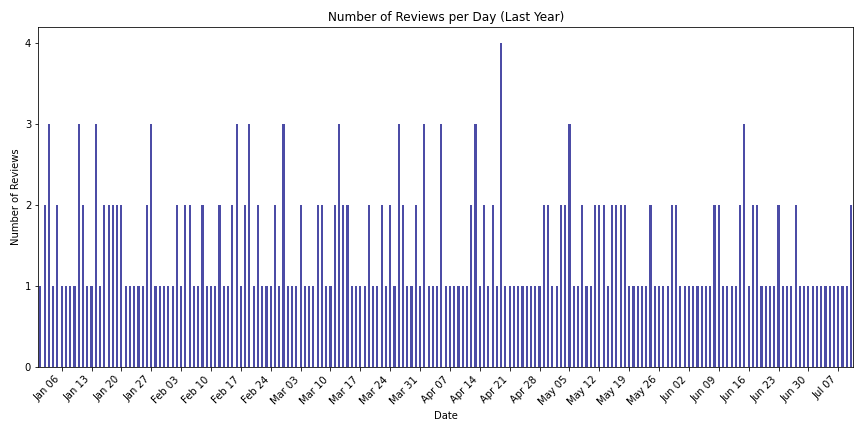 Number of Reviews per Day (Last Year)
Number of Reviews
4
3
2
1
0
Jan 06
Jan 13
Jan 20
Jan 27
Feb 03
Feb 10
Feb 17
Feb 24
Mar 03
Mar 10
Mar 17
Mar 24
Mar 31
Apr 07
Apr 14
Apr 21
Apr 28
May 05
May 12
May 19
May 26
Jun 02
Jun 09
Jun 16
Jun 23
Jun 30
Jul 07
Date